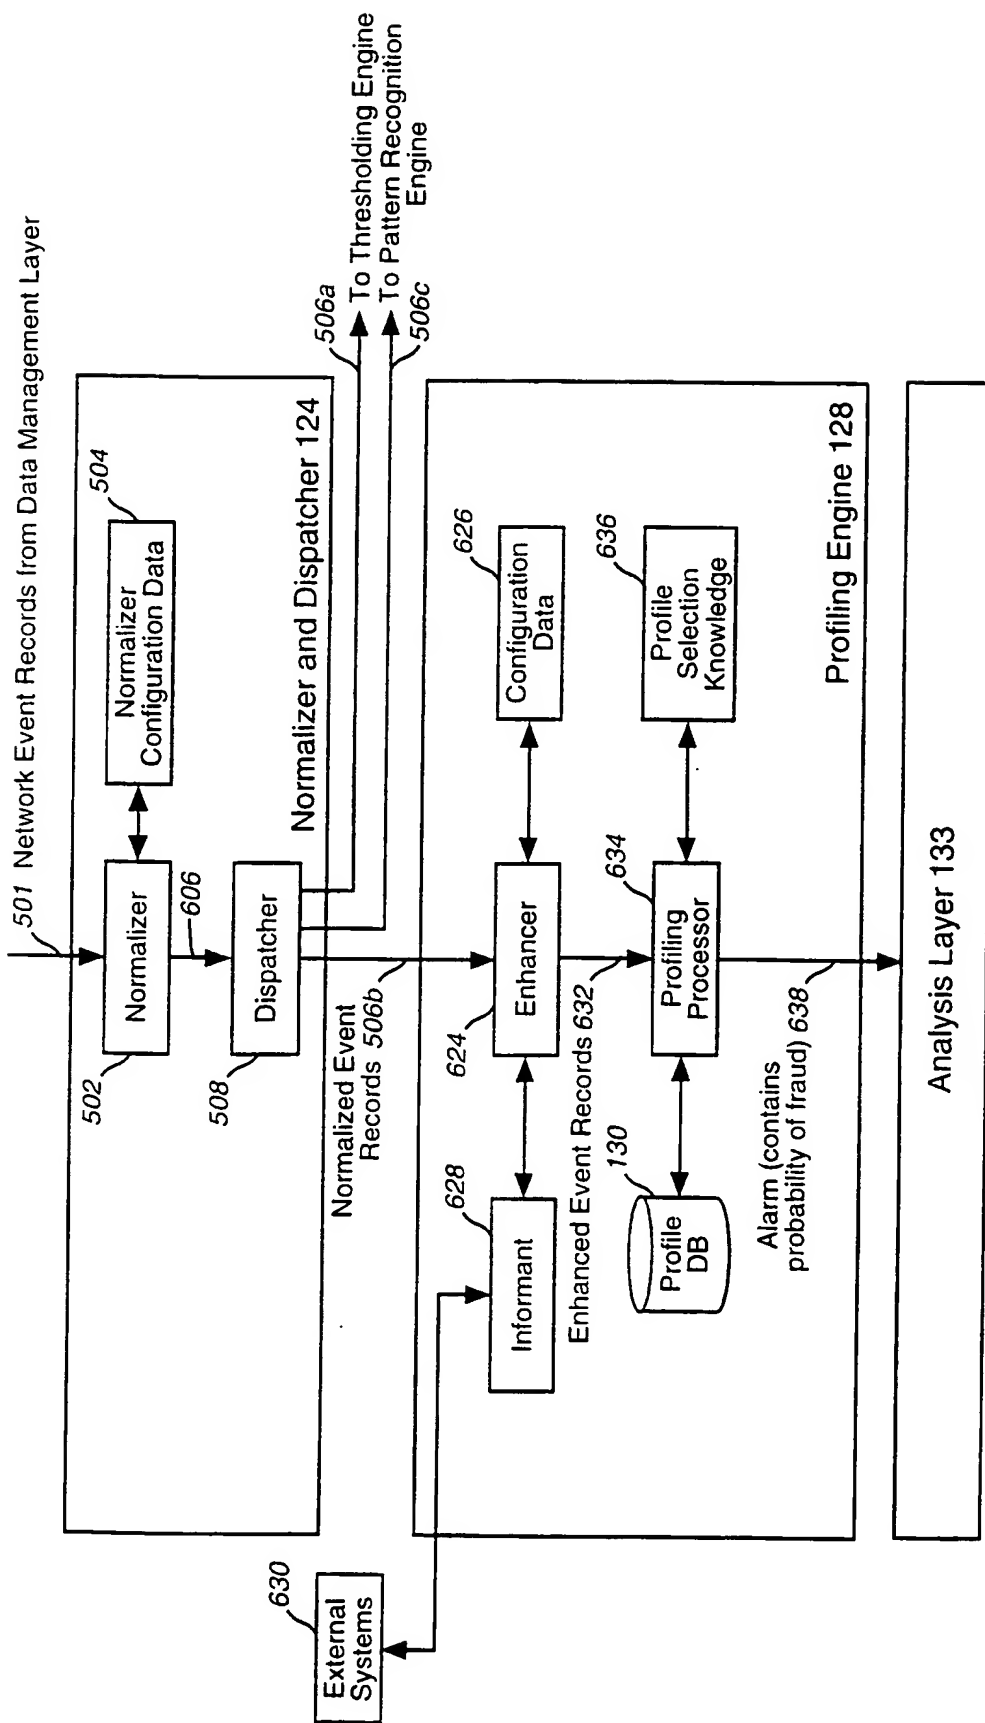 501 Network Event Records from Data Management Layer
504
Normalizer
Configuration Data
Normalizer
502
606
Dispatcher
508
Normalizer and Dispatcher 124
506a
To Thresholding Engine
To Pattern Recognition
Engine
506c
Normalized Event
Records 506b
630
External
Systems
628
Informant
624
Enhancer
626
Configuration
Data
Enhanced Event Records 632
130
Profile
DB
634
Profiling
Processor
636
Profile
Selection
Knowledge
Alarm (contains
probability of fraud) 638
Profiling Engine 128
Analysis Layer 133